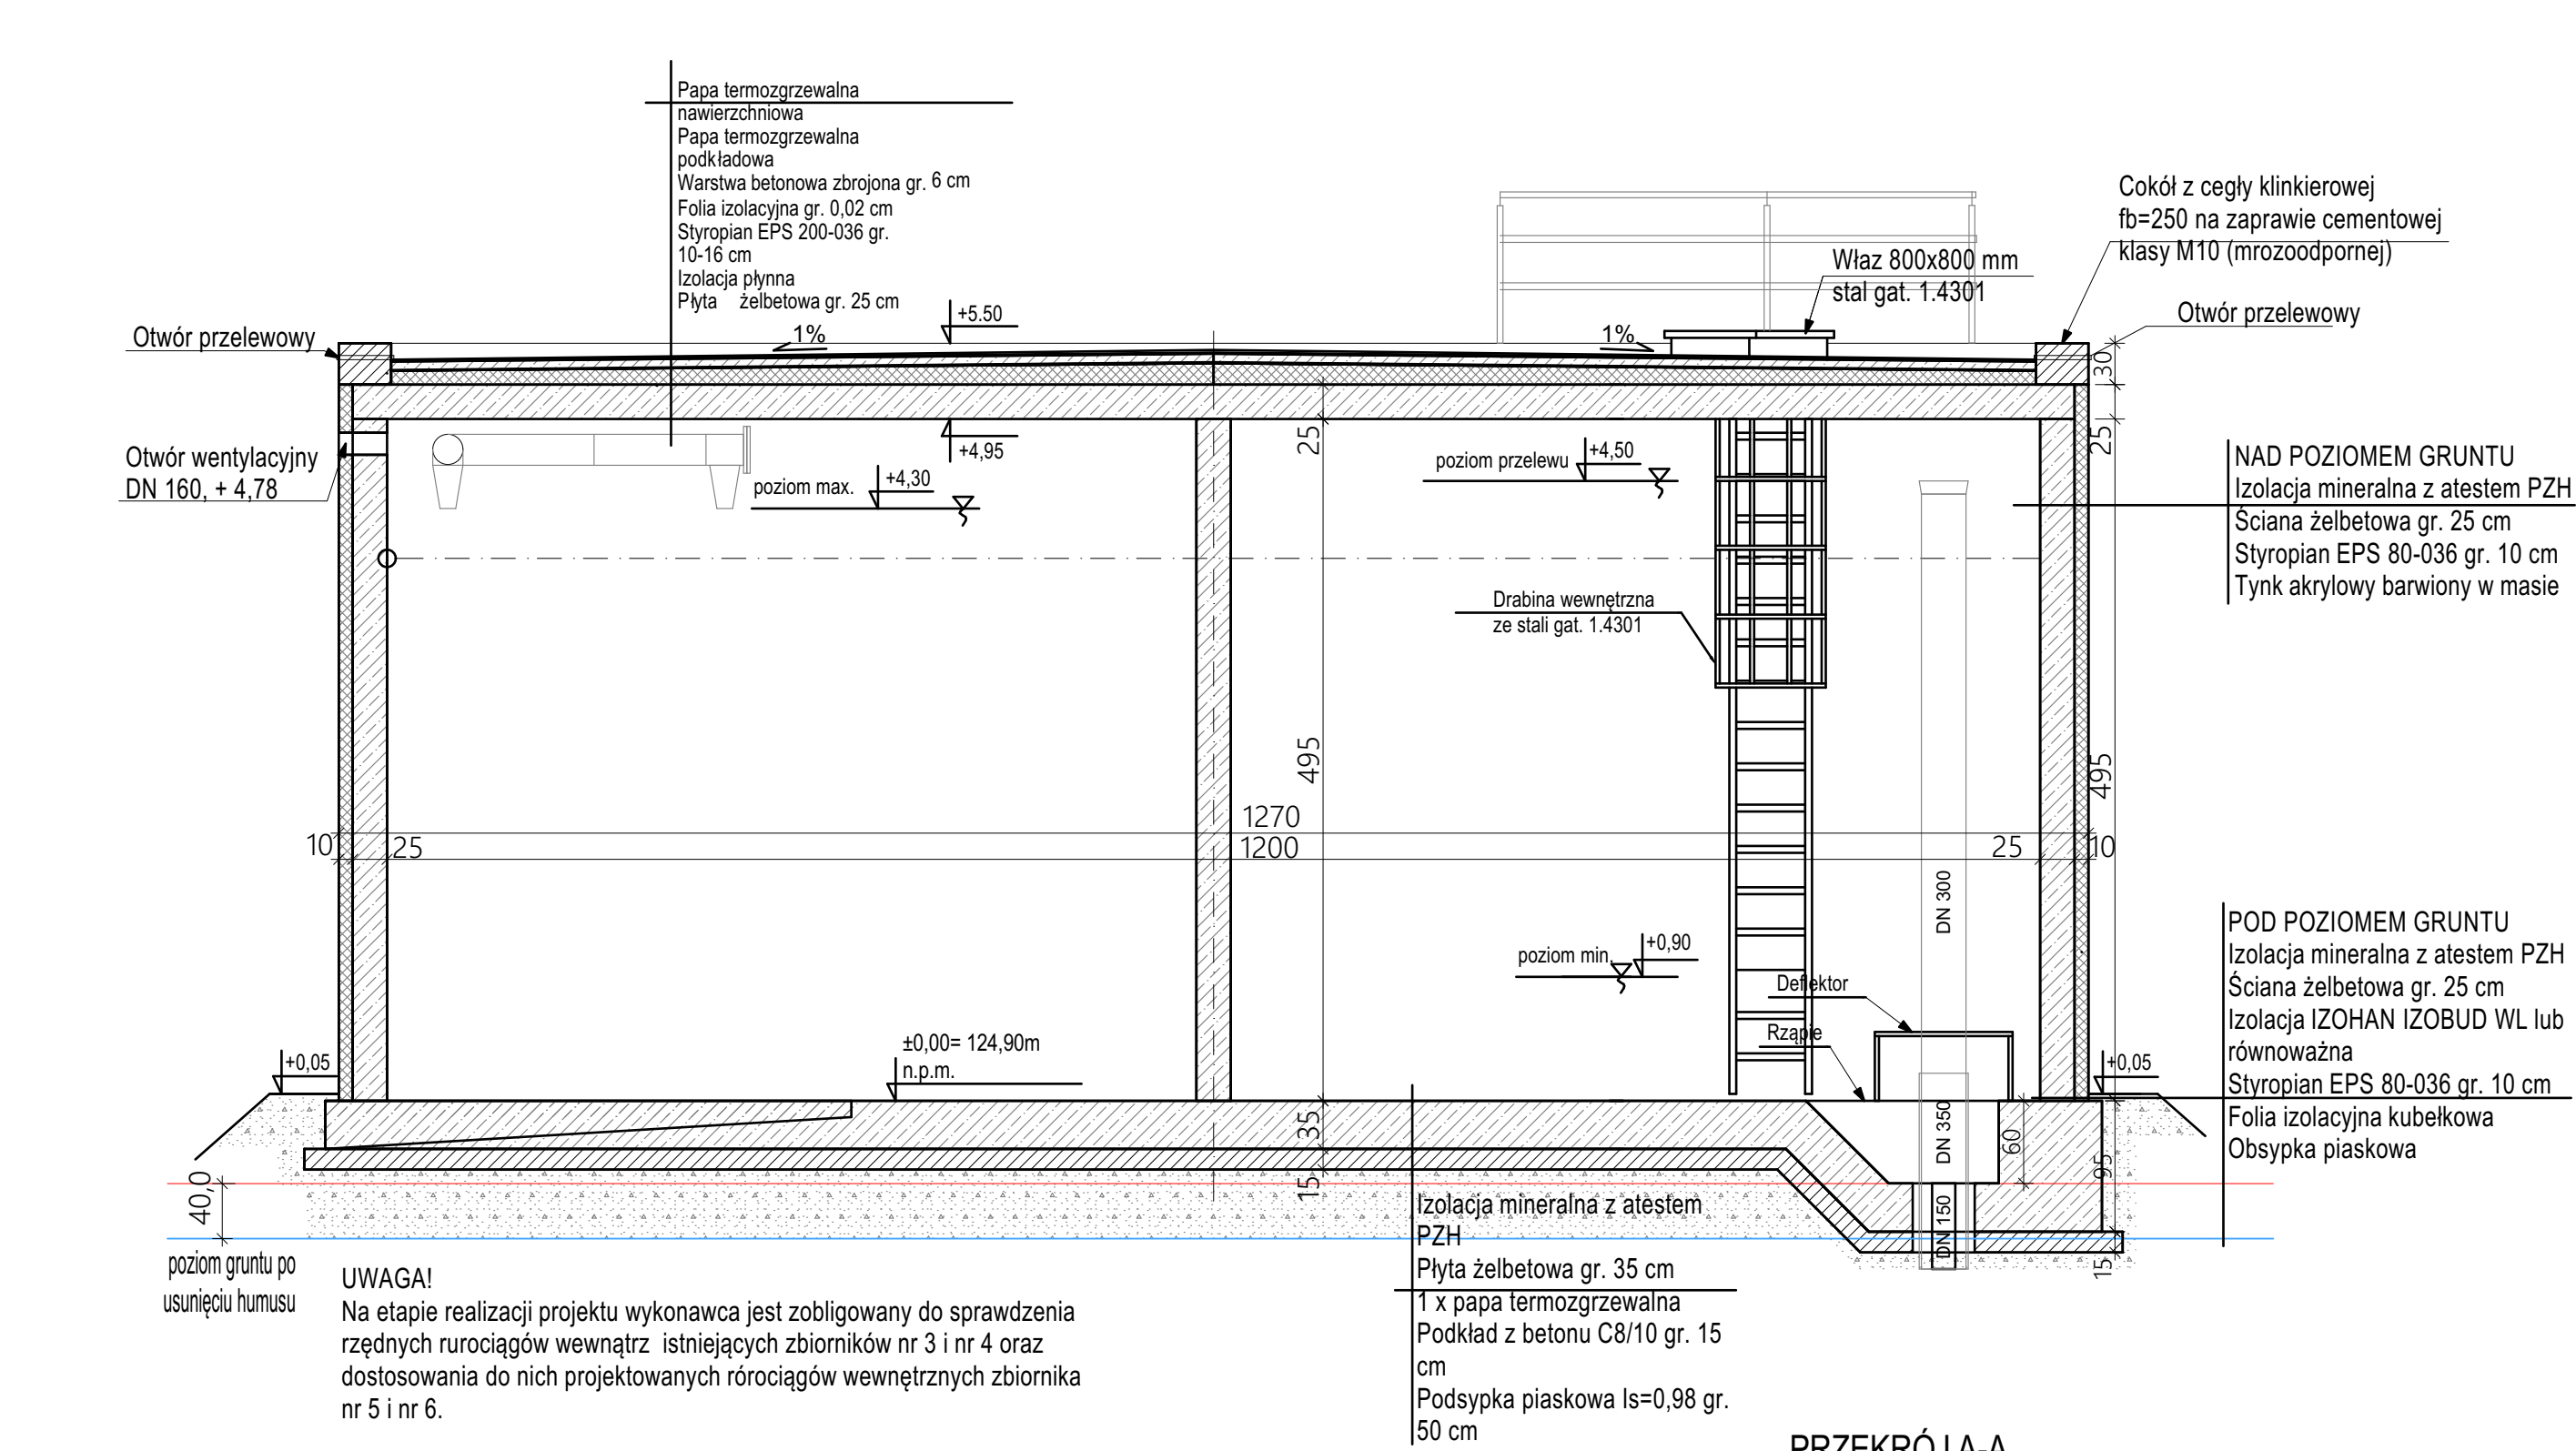 Papa termozgrzewalna
nawierzchniowa
Papa termozgrzewalna
podkładowa
Warstwa betonowa zbrojona gr. 6 cm
Folia izolacyjna gr. 0,02 cm
Styropian EPS 200-036 gr.
10-16 cm
Izolacja płynna
Płyta żelbetowa gr. 25 cm
Cokół z cegły klinkierowej
fb=250 na zaprawie cementowej
klasy M10 (mrozoodpornej)
Właz 800x800 mm
stal gat. 1.4301
Otwór przelewowy
Otwór przelewowy
+5.50
1%
1%
30
25
25
Otwór wentylacyjny
DN 160, + 4,78
+4,95
poziom max.
+4,30
poziom przelewu
+4,50
NAD POZIOMEM GRUNTU
Izolacja mineralna z atestem PZH
Ściana żelbetowa gr. 25 cm
Styropian EPS 80-036 gr. 10 cm
Tynk akrylowy barwiony w masie
Drabina wewnętrzna
ze stali gat. 1.4301
495
495
1270
10
25
1200
25
10
DN 300
poziom min.
+0,90
Deflektor
Rząpie
POD POZIOMEM GRUNTU
Izolacja mineralna z atestem PZH
Ściana żelbetowa gr. 25 cm
Izolacja IZOHAN IZOBUD WL lub
równoważna
Styropian EPS 80-036 gr. 10 cm
Folia izolacyjna kubełkowa
Obsypka piaskowa
+0,05
±0,00= 124,90m
n.p.m.
+0,05
35
15
DN 350
60
95
DN 150
15
40,0
poziom gruntu po
usunięciu humusu
UWAGA!
Na etapie realizacji projektu wykonawca jest zobligowany do sprawdzenia
rzędnych rurociągów wewnątrz istniejących zbiorników nr 3 i nr 4 oraz
dostosowania do nich projektowanych rórociągów wewnętrznych zbiornika
nr 5 i nr 6.
Izolacja mineralna z atestem
PZH
Płyta żelbetowa gr. 35 cm
1 x papa termozgrzewalna
Podkład z betonu C8/10 gr. 15
cm
Podsypka piaskowa Is=0,98 gr.
50 cm
PRZEKRÓJ A-A